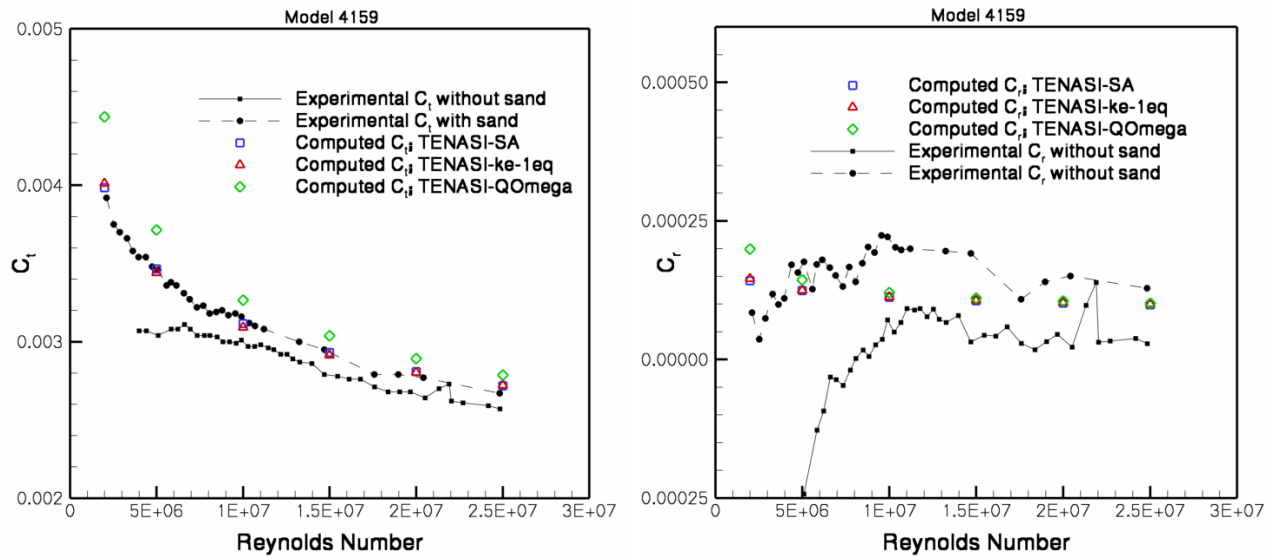 Model 4159
0.005
0.004
0.003
0.002
C_t
Experimental C_t without sand
Experimental C_t with sand
Computed C_t; TENASI-SA
Computed C_t; TENASI-ke-1eq
Computed C_t; TENASI-QOmega
5E+06 1E+07 1.5E+07 2E+07 2.5E+07 3E+07
Reynolds Number
Model 4159
0.00050
0.00025
0.00000
0.00025
C_r
Computed C_r; TENASI-SA
Computed C_r; TENASI-ke-1eq
Computed C_r; TENASI-QOmega
Experimental C_r without sand
Experimental C_r without sand
5E+06 1E+07 1.5E+07 2E+07 2.5E+07 3E+07
Reynolds Number